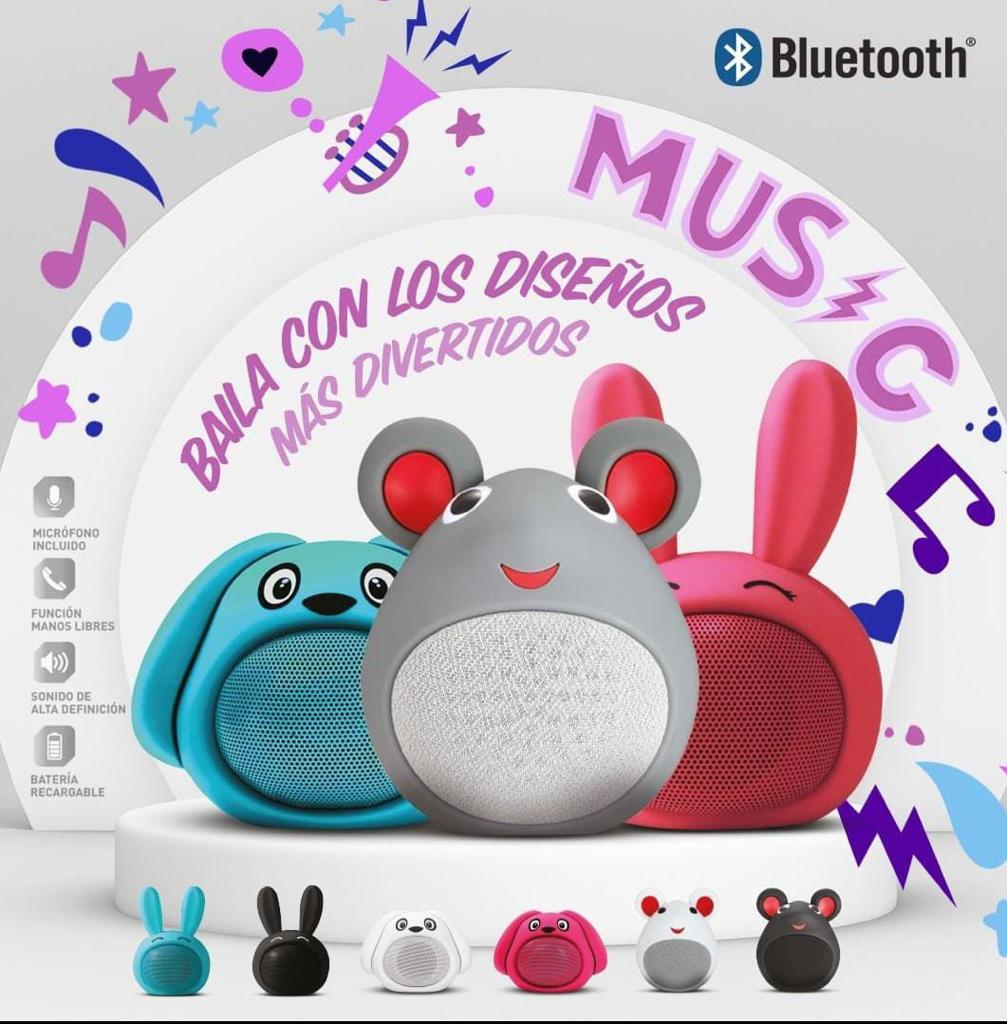 Bluetooth®
MUSIC
BAILA CON LOS DISEÑOS
MÁS DIVERTIDOS
MICRÓFONO
INCLUIDO
FUNCIÓN
MANOS LIBRES
SONIDO DE
ALTA DEFINICIÓN
BATERÍA
RECARGABLE